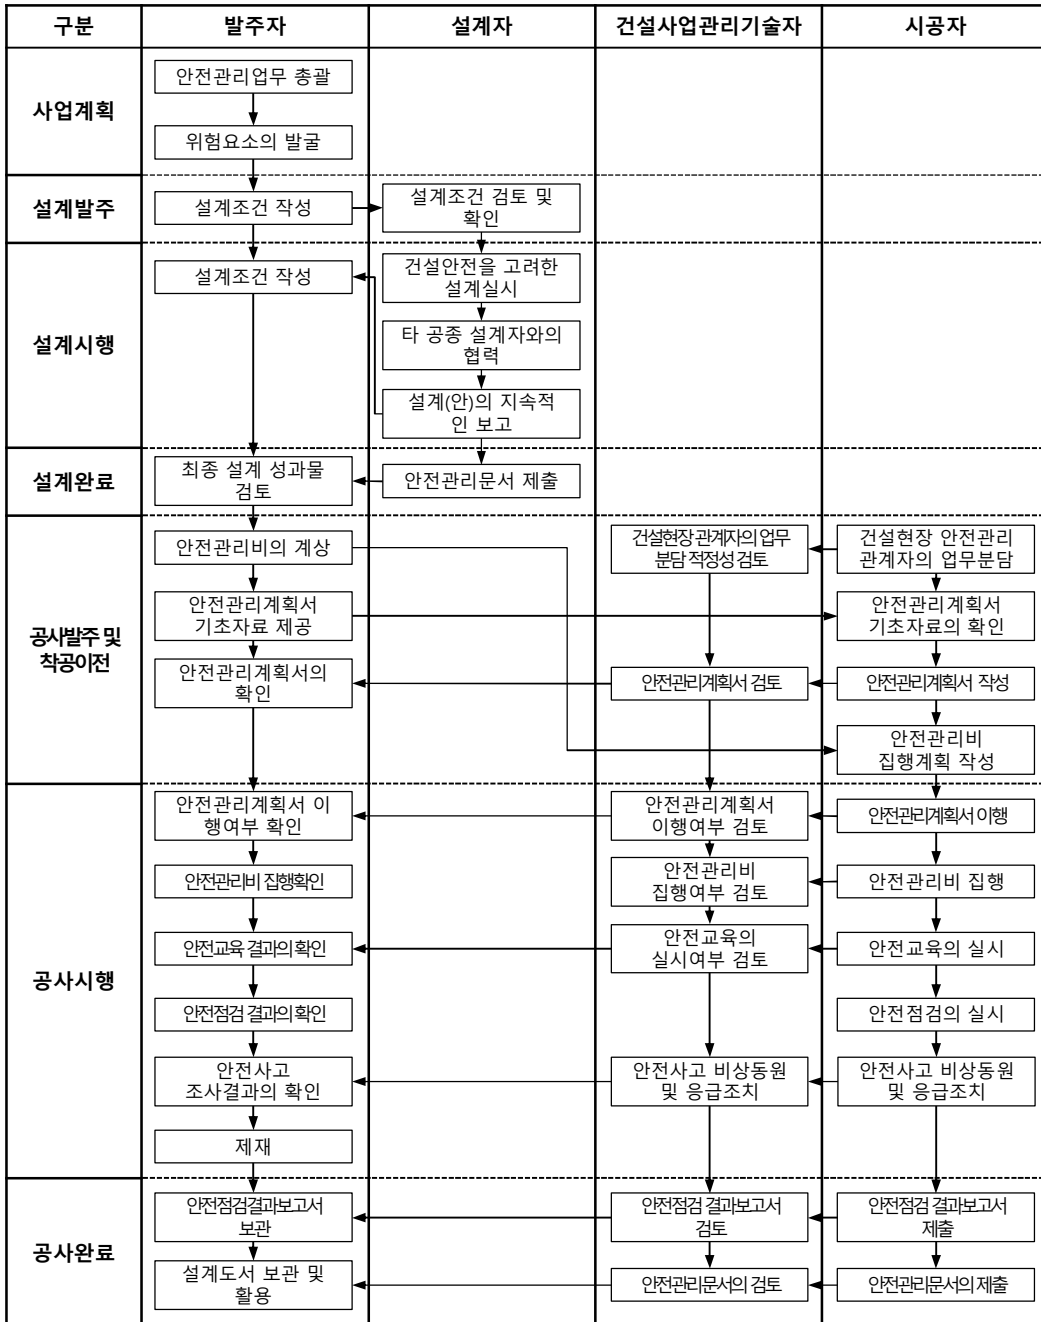 구분
발주자
설계자
건설사업관리기술자
시공자
사업계획
안전관리업무 총괄
위험요소의 발굴
설계발주
설계조건 작성
설계조건 검토 및
확인
설계시행
설계조건 작성
건설안전을 고려한
설계실시
타 공종 설계자와의
협력
설계(안)의 지속적
인 보고
설계완료
최종 설계 성과물
검토
안전관리문서 제출
공사발주 및
착공이전
안전관리비의 계상
건설현장 관계자의 업무
분담 적정성 검토
건설현장 안전관리
관계자의 업무분담
안전관리계획서
기초자료 제공
안전관리계획서
기초자료의 확인
안전관리계획서의
확인
안전관리계획서 검토
안전관리계획서 작성
안전관리비
집행계획 작성
공사시행
안전관리계획서 이
행여부 확인
안전관리계획서
이행여부 검토
안전관리계획서 이행
안전관리비 집행확인
안전관리비
집행여부 검토
안전관리비 집행
안전교육 결과의 확인
안전교육의
실시여부 검토
안전교육의 실시
안전점검 결과의 확인
안전점검의 실시
안전사고
조사결과의 확인
안전사고 비상동원
및 응급조치
안전사고 비상동원
및 응급조치
제재
공사완료
안전점검결과보고서
보관
안전점검 결과보고서
검토
안전점검 결과보고서
제출
설계도서 보관 및
활용
안전관리문서의 검토
안전관리문서의 제출